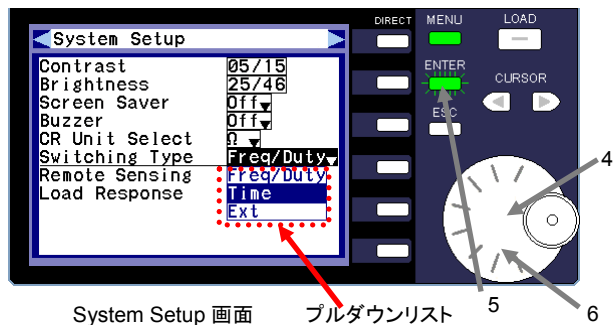 DIRECT MENU LOAD
System Setup
Contrast 05/15
Brightness 25/46
Screen Saver Off
Buzzer Off
CR Unit Select Ω
Switching Type Freq/Duty
Remote Sensing Freq/Duty
Load Response Time
Ext
ENTER
CURSOR
ESC
4
5
6
System Setup 画面
プルダウンリスト